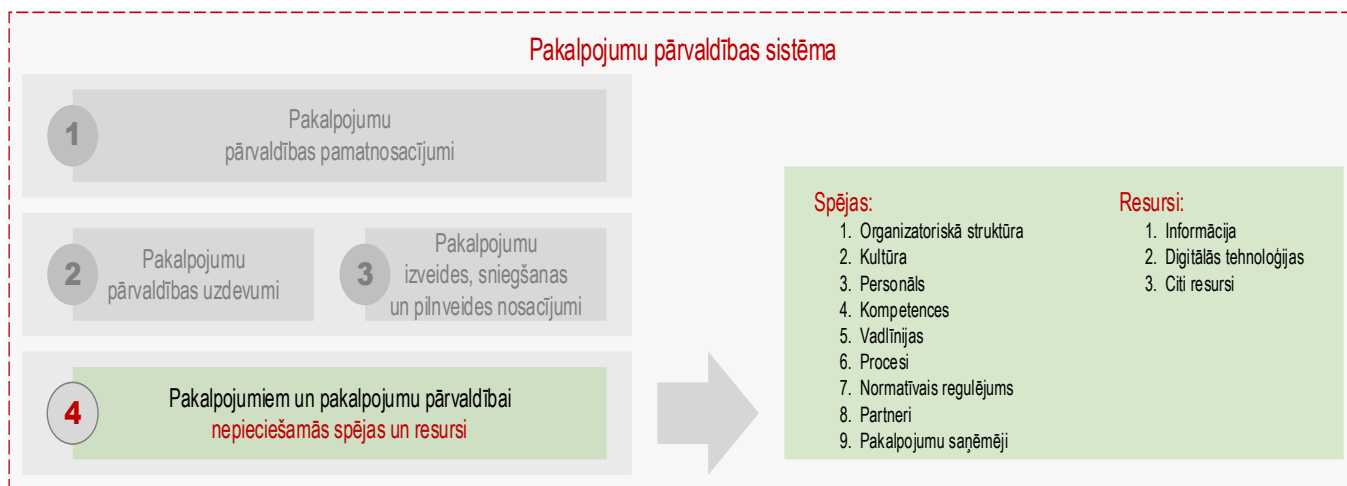 Pakalpojumu pārvaldības sistēma
1
Pakalpojumu
pārvaldības pamatnosacījumi
2
Pakalpojumu
pārvaldības uzdevumi
3
Pakalpojumu
izveides, sniegšanas
un pilnveides nosacījumi
4
Pakalpojumiem un pakalpojumu pārvaldībai
nepieciešamās spējas un resursi
Spējas:
1. Organizatoriskā struktūra
2. Kultūra
3. Personāls
4. Kompetences
5. Vadlīnijas
6. Procesi
7. Normatīvais regulējums
8. Partneri
9. Pakalpojumu saņēmēji
Resursi:
1. Informācija
2. Digitālās tehnoloģijas
3. Citi resursi